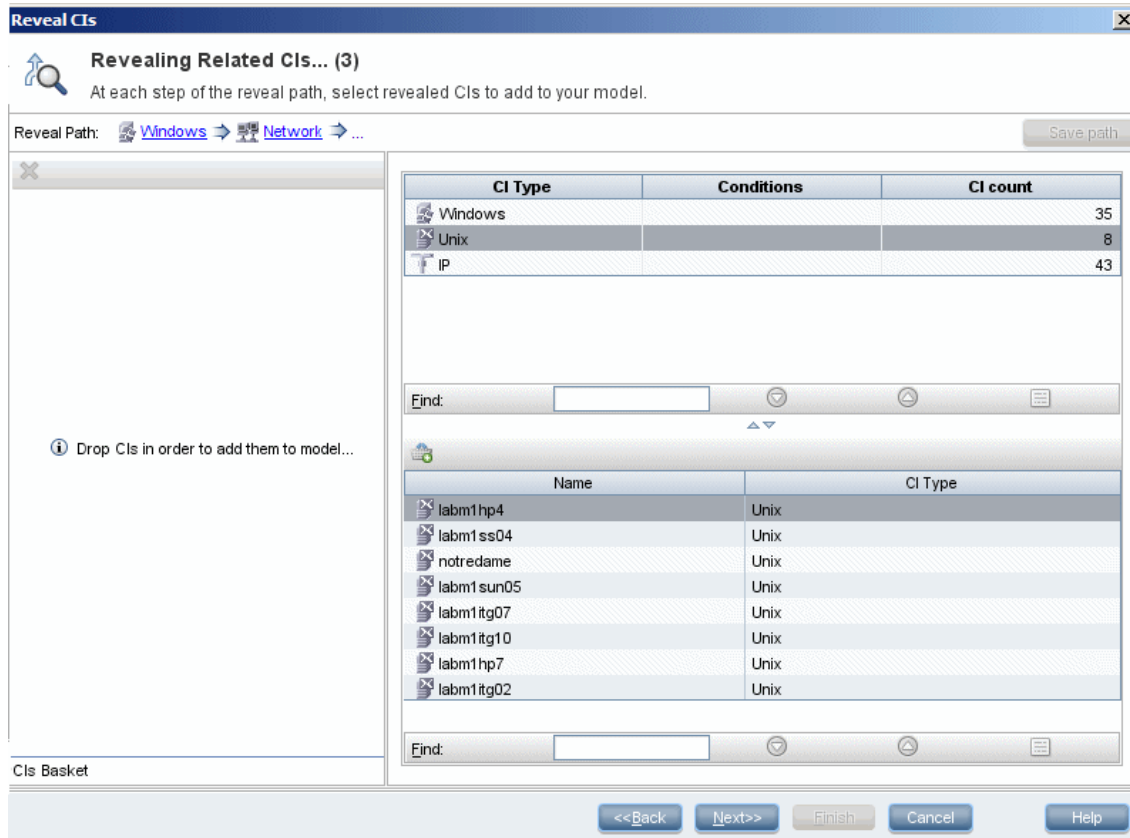 Reveal CIs
Revealing Related CIs... (3)
At each step of the reveal path, select revealed CIs to add to your model.
Reveal Path: Windows Network ... Save path
CI Type Conditions CI count
Windows 35
Unix 8
IP 43
Find:
Drop CIs in order to add them to model...
Name CI Type
labm1hp4 Unix
labm1ss04 Unix
notredame Unix
labm1sun05 Unix
labm1itg07 Unix
labm1itg10 Unix
labm1hp7 Unix
labm1itg02 Unix
Find:
CIs Basket
<<Back Next>> Finish Cancel Help